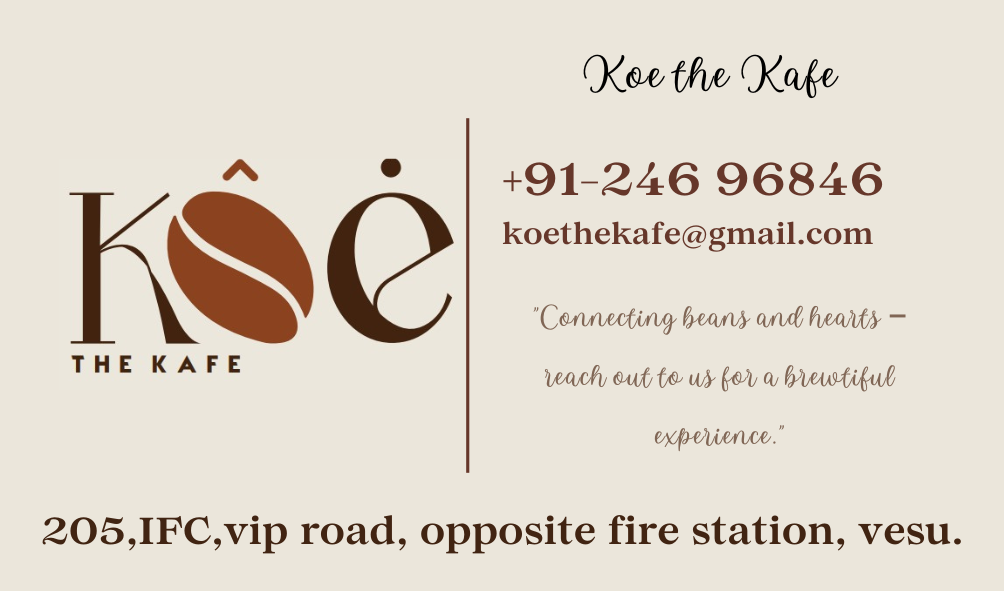 Koe the Kafe
Kôė
THE KAFE
+91-246 96846
koethekafe@gmail.com
"Connecting beans and hearts –
reach out to us for a brewtiful
experience."
205,IFC,vip road, opposite fire station, vesu.